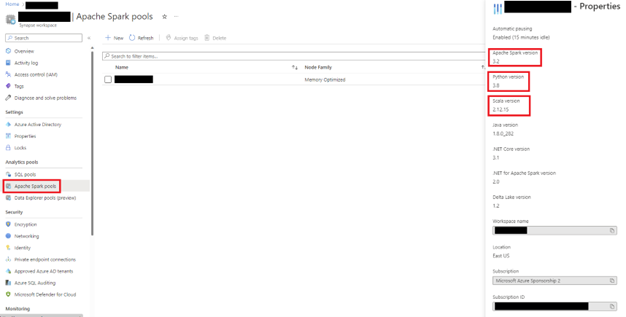 Home >
| Apache Spark pools
Synapse workspace
Search
Overview
Activity log
Access control (IAM)
Tags
Diagnose and solve problems
Settings
Azure Active Directory
Properties
Locks
Analytics pools
SQL pools
Apache Spark pools
Data Explorer pools (preview)
Security
Encryption
Networking
Identity
Private endpoint connections
Approved Azure AD tenants
Azure SQL Auditing
Microsoft Defender for Cloud
Monitoring
New Refresh Assign tags Delete
Search to filter items...
Name Node Family
Memory Optimized
- Properties
Automatic pausing
Enabled (15 minutes idle)
Apache Spark version
3.2
Python version
3.8
Scala version
2.12.15
Java version
1.8.0_282
.NET Core version
3.1
.NET for Apache Spark version
2.0
Delta Lake version
1.2
Workspace name
Location
East US
Subscription
Microsoft Azure Sponsorship 2
Subscription ID